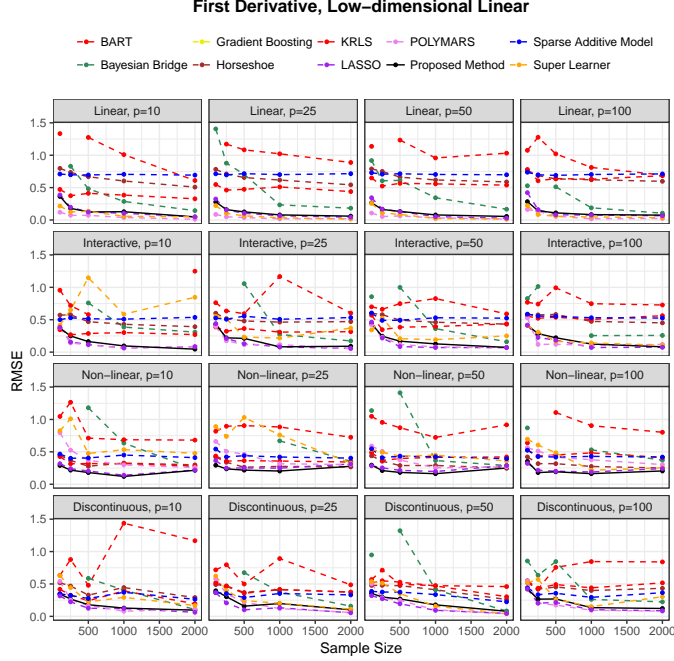 First Derivative, Low−dimensional Linear
BART
Gradient Boosting
KRLS
POLYMARS
Sparse Additive Model
Bayesian Bridge
Horseshoe
LASSO
Proposed Method
Super Learner
Linear, p=10
Linear, p=25
Linear, p=50
Linear, p=100
1.5
1.0
0.5
0.0
Interactive, p=10
Interactive, p=25
Interactive, p=50
Interactive, p=100
1.5
1.0
0.5
0.0
RMSE
Non−linear, p=10
Non−linear, p=25
Non−linear, p=50
Non−linear, p=100
1.5
1.0
0.5
0.0
Discontinuous, p=10
Discontinuous, p=25
Discontinuous, p=50
Discontinuous, p=100
1.5
1.0
0.5
0.0
500 1000 1500 2000
500 1000 1500 2000
500 1000 1500 2000
500 1000 1500 2000
Sample Size